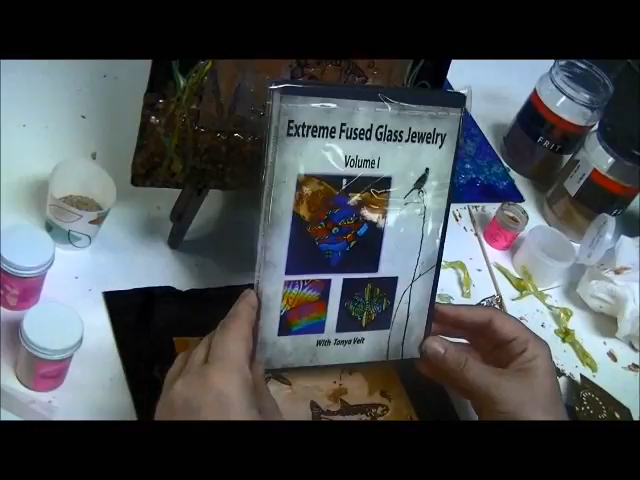 Extreme Fused Glass Jewelry
Volume I
With Tanya Veit
FRIT